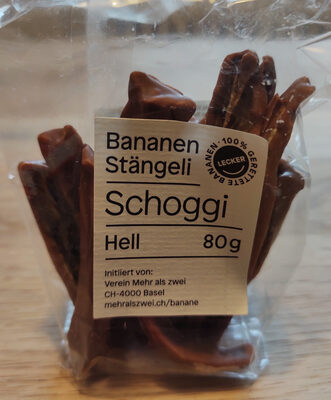 Bananen
Stängeli
100% GERETTETE BANANEN·
LECKER
Schoggi
Hell 80g
Initiiert von:
Verein Mehr als zwei
CH-4000 Basel
mehralszwei.ch/banane